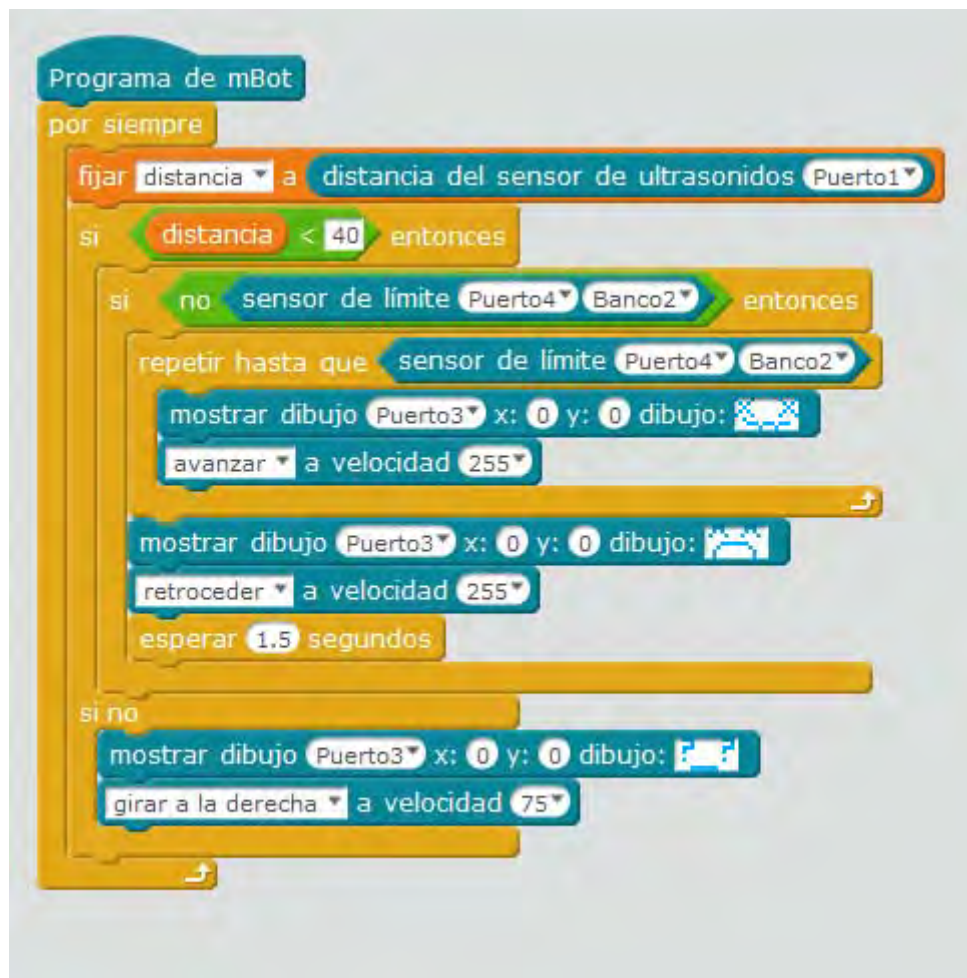 Programa de mBot
por siempre
fijar distancia a distancia del sensor de ultrasonidos Puerto1
si distancia < 40 entonces
si no sensor de límite Puerto4 Banco2 entonces
repetir hasta que sensor de límite Puerto4 Banco2
mostrar dibujo Puerto3 x: 0 y: 0 dibujo:
avanzar a velocidad 255
mostrar dibujo Puerto3 x: 0 y: 0 dibujo:
retroceder a velocidad 255
esperar 1.5 segundos
si no
mostrar dibujo Puerto3 x: 0 y: 0 dibujo:
girar a la derecha a velocidad 75